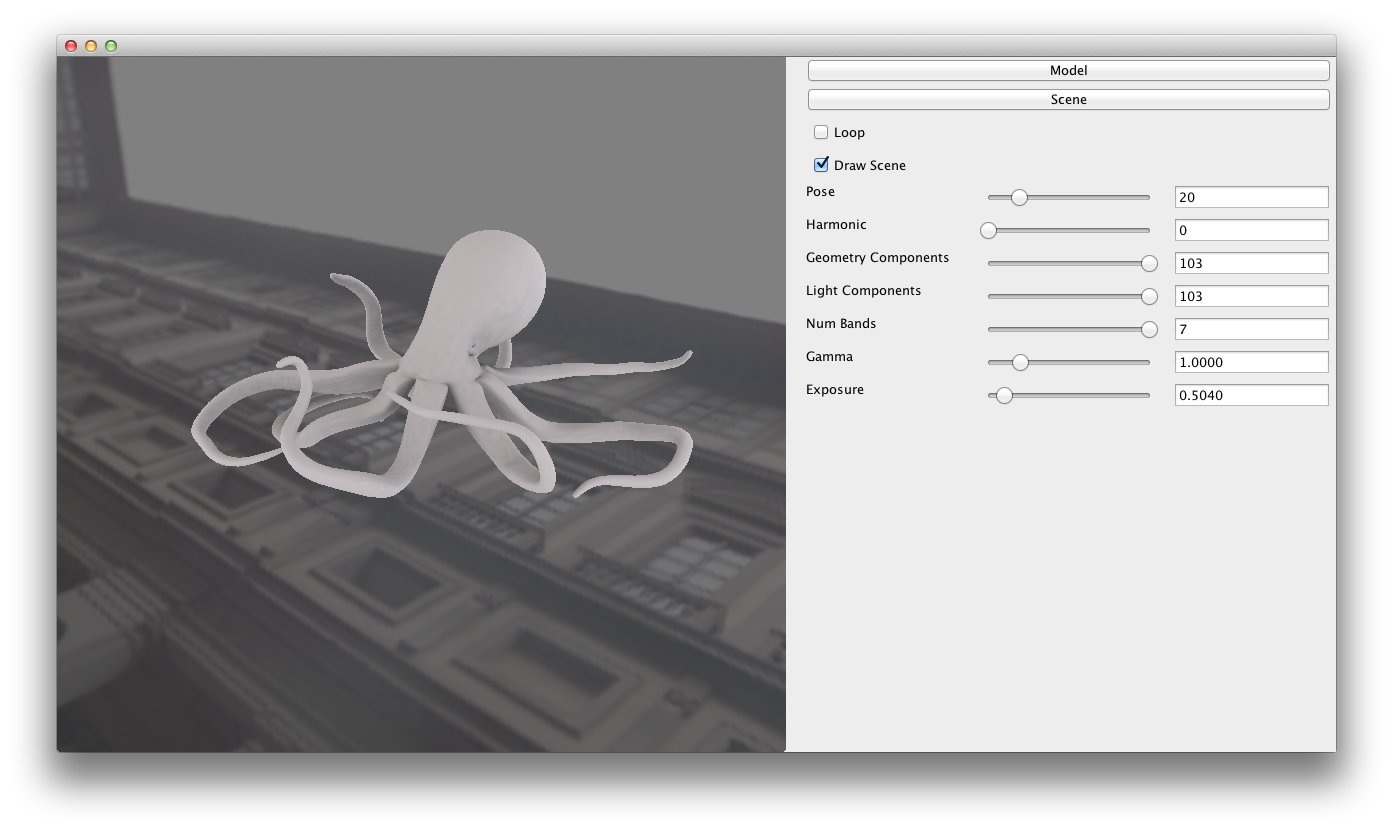 Model
Scene
Loop
Draw Scene
Pose 20
Harmonic 0
Geometry Components 103
Light Components 103
Num Bands 7
Gamma 1.0000
Exposure 0.5040